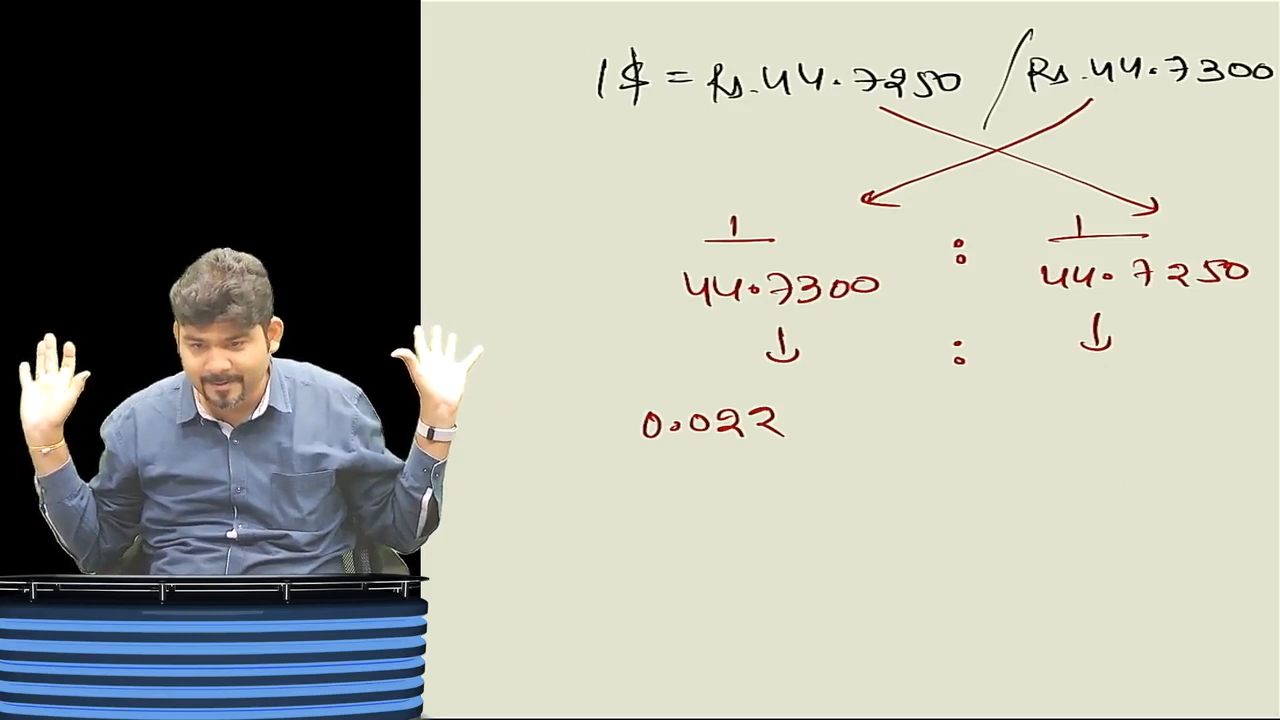 1$ = Rs.44.7250 / Rs.44.7300
1 : 1
44.7300 44.7250
↓ : ↓
0.022